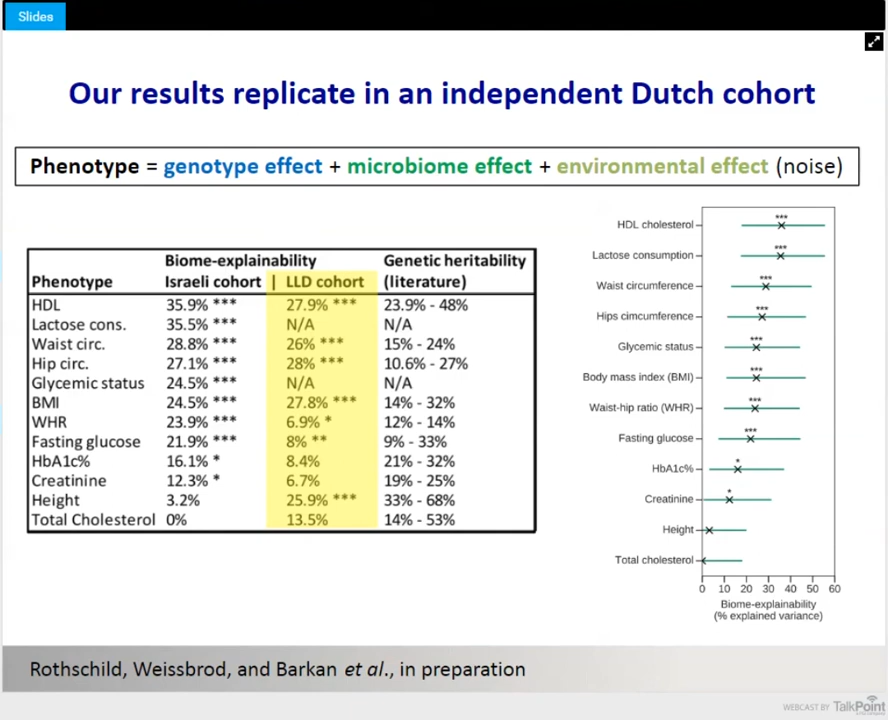 Slides
Our results replicate in an independent Dutch cohort
Phenotype = genotype effect + microbiome effect + environmental effect (noise)
Biome-explainability Genetic heritability
Phenotype Israeli cohort | LLD cohort (literature)
HDL 35.9% *** 27.9% *** 23.9% - 48%
Lactose cons. 35.5% *** N/A N/A
Waist circ. 28.8% *** 26% *** 15% - 24%
Hip circ. 27.1% *** 28% *** 10.6% - 27%
Glycemic status 24.5% *** N/A N/A
BMI 24.5% *** 27.8% *** 14% - 32%
WHR 23.9% *** 6.9% * 12% - 14%
Fasting glucose 21.9% *** 8% ** 9% - 33%
HbA1c% 16.1% * 8.4% 21% - 32%
Creatinine 12.3% * 6.7% 19% - 25%
Height 3.2% 25.9% *** 33% - 68%
Total Cholesterol 0% 13.5% 14% - 53%
HDL cholesterol ***
Lactose consumption ***
Waist circumference ***
Hips cimcumference ***
Glycemic status ***
Body mass index (BMI) ***
Waist-hip ratio (WHR) ***
Fasting glucose ***
HbA1c% *
Creatinine *
Height
Total cholesterol
0 10 20 30 40 50 60
Biome-explainability
(% explained variance)
Rothschild, Weissbrod, and Barkan et al., in preparation
WEBCAST BY TalkPoint